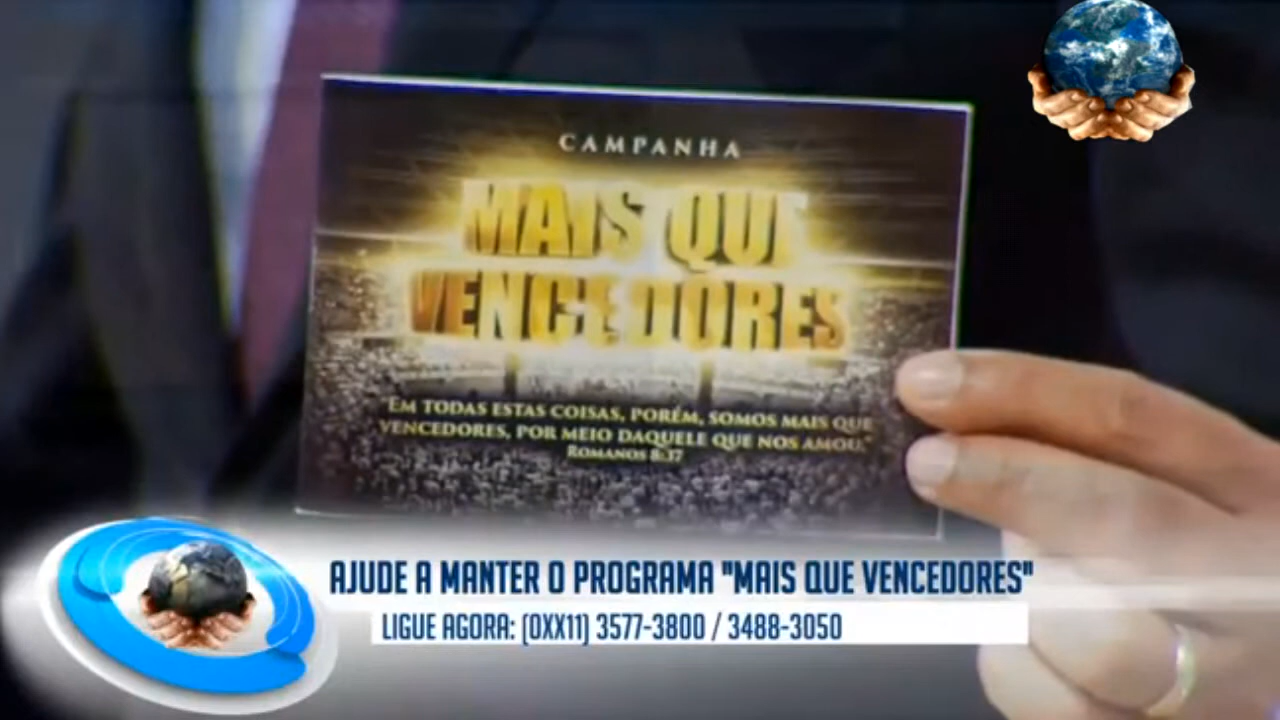 CAMPANHA
MAIS QUE
VENCEDORES
"EM TODAS ESTAS COISAS, PORÉM, SOMOS MAIS QUE
VENCEDORES, POR MEIO DAQUELE QUE NOS AMOU."
ROMANOS 8:37
AJUDE A MANTER O PROGRAMA "MAIS QUE VENCEDORES"
LIGUE AGORA: (0XX11) 3577-3800 / 3488-3050